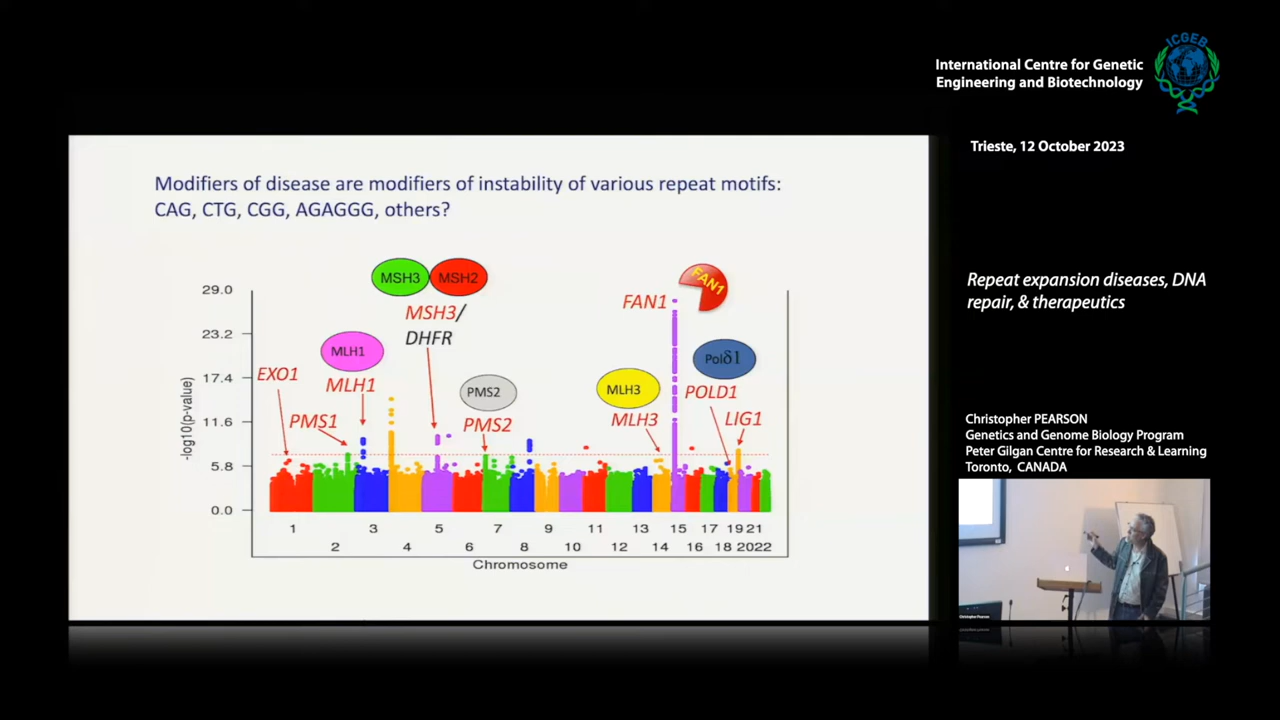 ICGEB
International Centre for Genetic
Engineering and Biotechnology
Trieste, 12 October 2023
Modifiers of disease are modifiers of instability of various repeat motifs:
CAG, CTG, CGG, AGAGGG, others?
MSH3 MSH2
FAN1
29.0
FAN1
MSH3/
DHFR
23.2
MLH1
Polδ1
EXO1
17.4
MLH1
PMS2
MLH3
POLD1
PMS1
11.6
PMS2
MLH3
LIG1
5.8
0.0
-log10(p-value)
1 3 5 7 9 11 13 15 17 19 21
2 4 6 8 10 12 14 16 18 20 22
Chromosome
Repeat expansion diseases, DNA
repair, & therapeutics
Christopher PEARSON
Genetics and Genome Biology Program
Peter Gilgan Centre for Research & Learning
Toronto, CANADA
Christopher Pearson